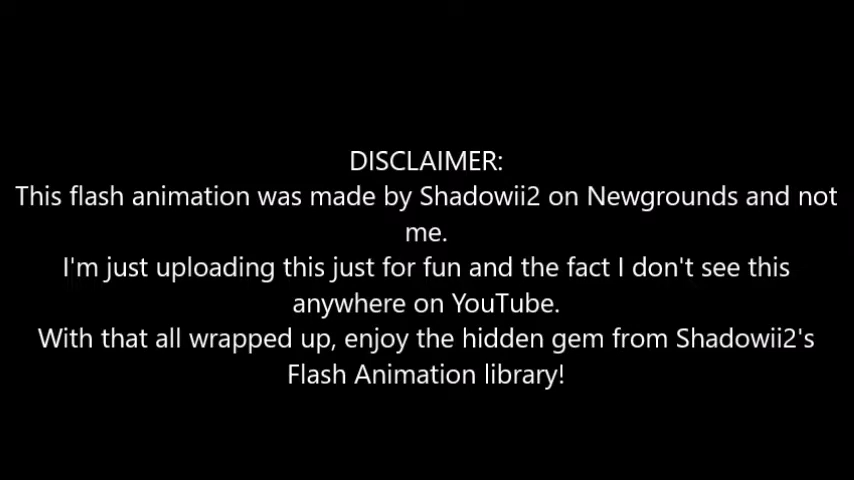 DISCLAIMER:
This flash animation was made by Shadowii2 on Newgrounds and not
me.
I'm just uploading this just for fun and the fact I don't see this
anywhere on YouTube.
With that all wrapped up, enjoy the hidden gem from Shadowii2's
Flash Animation library!